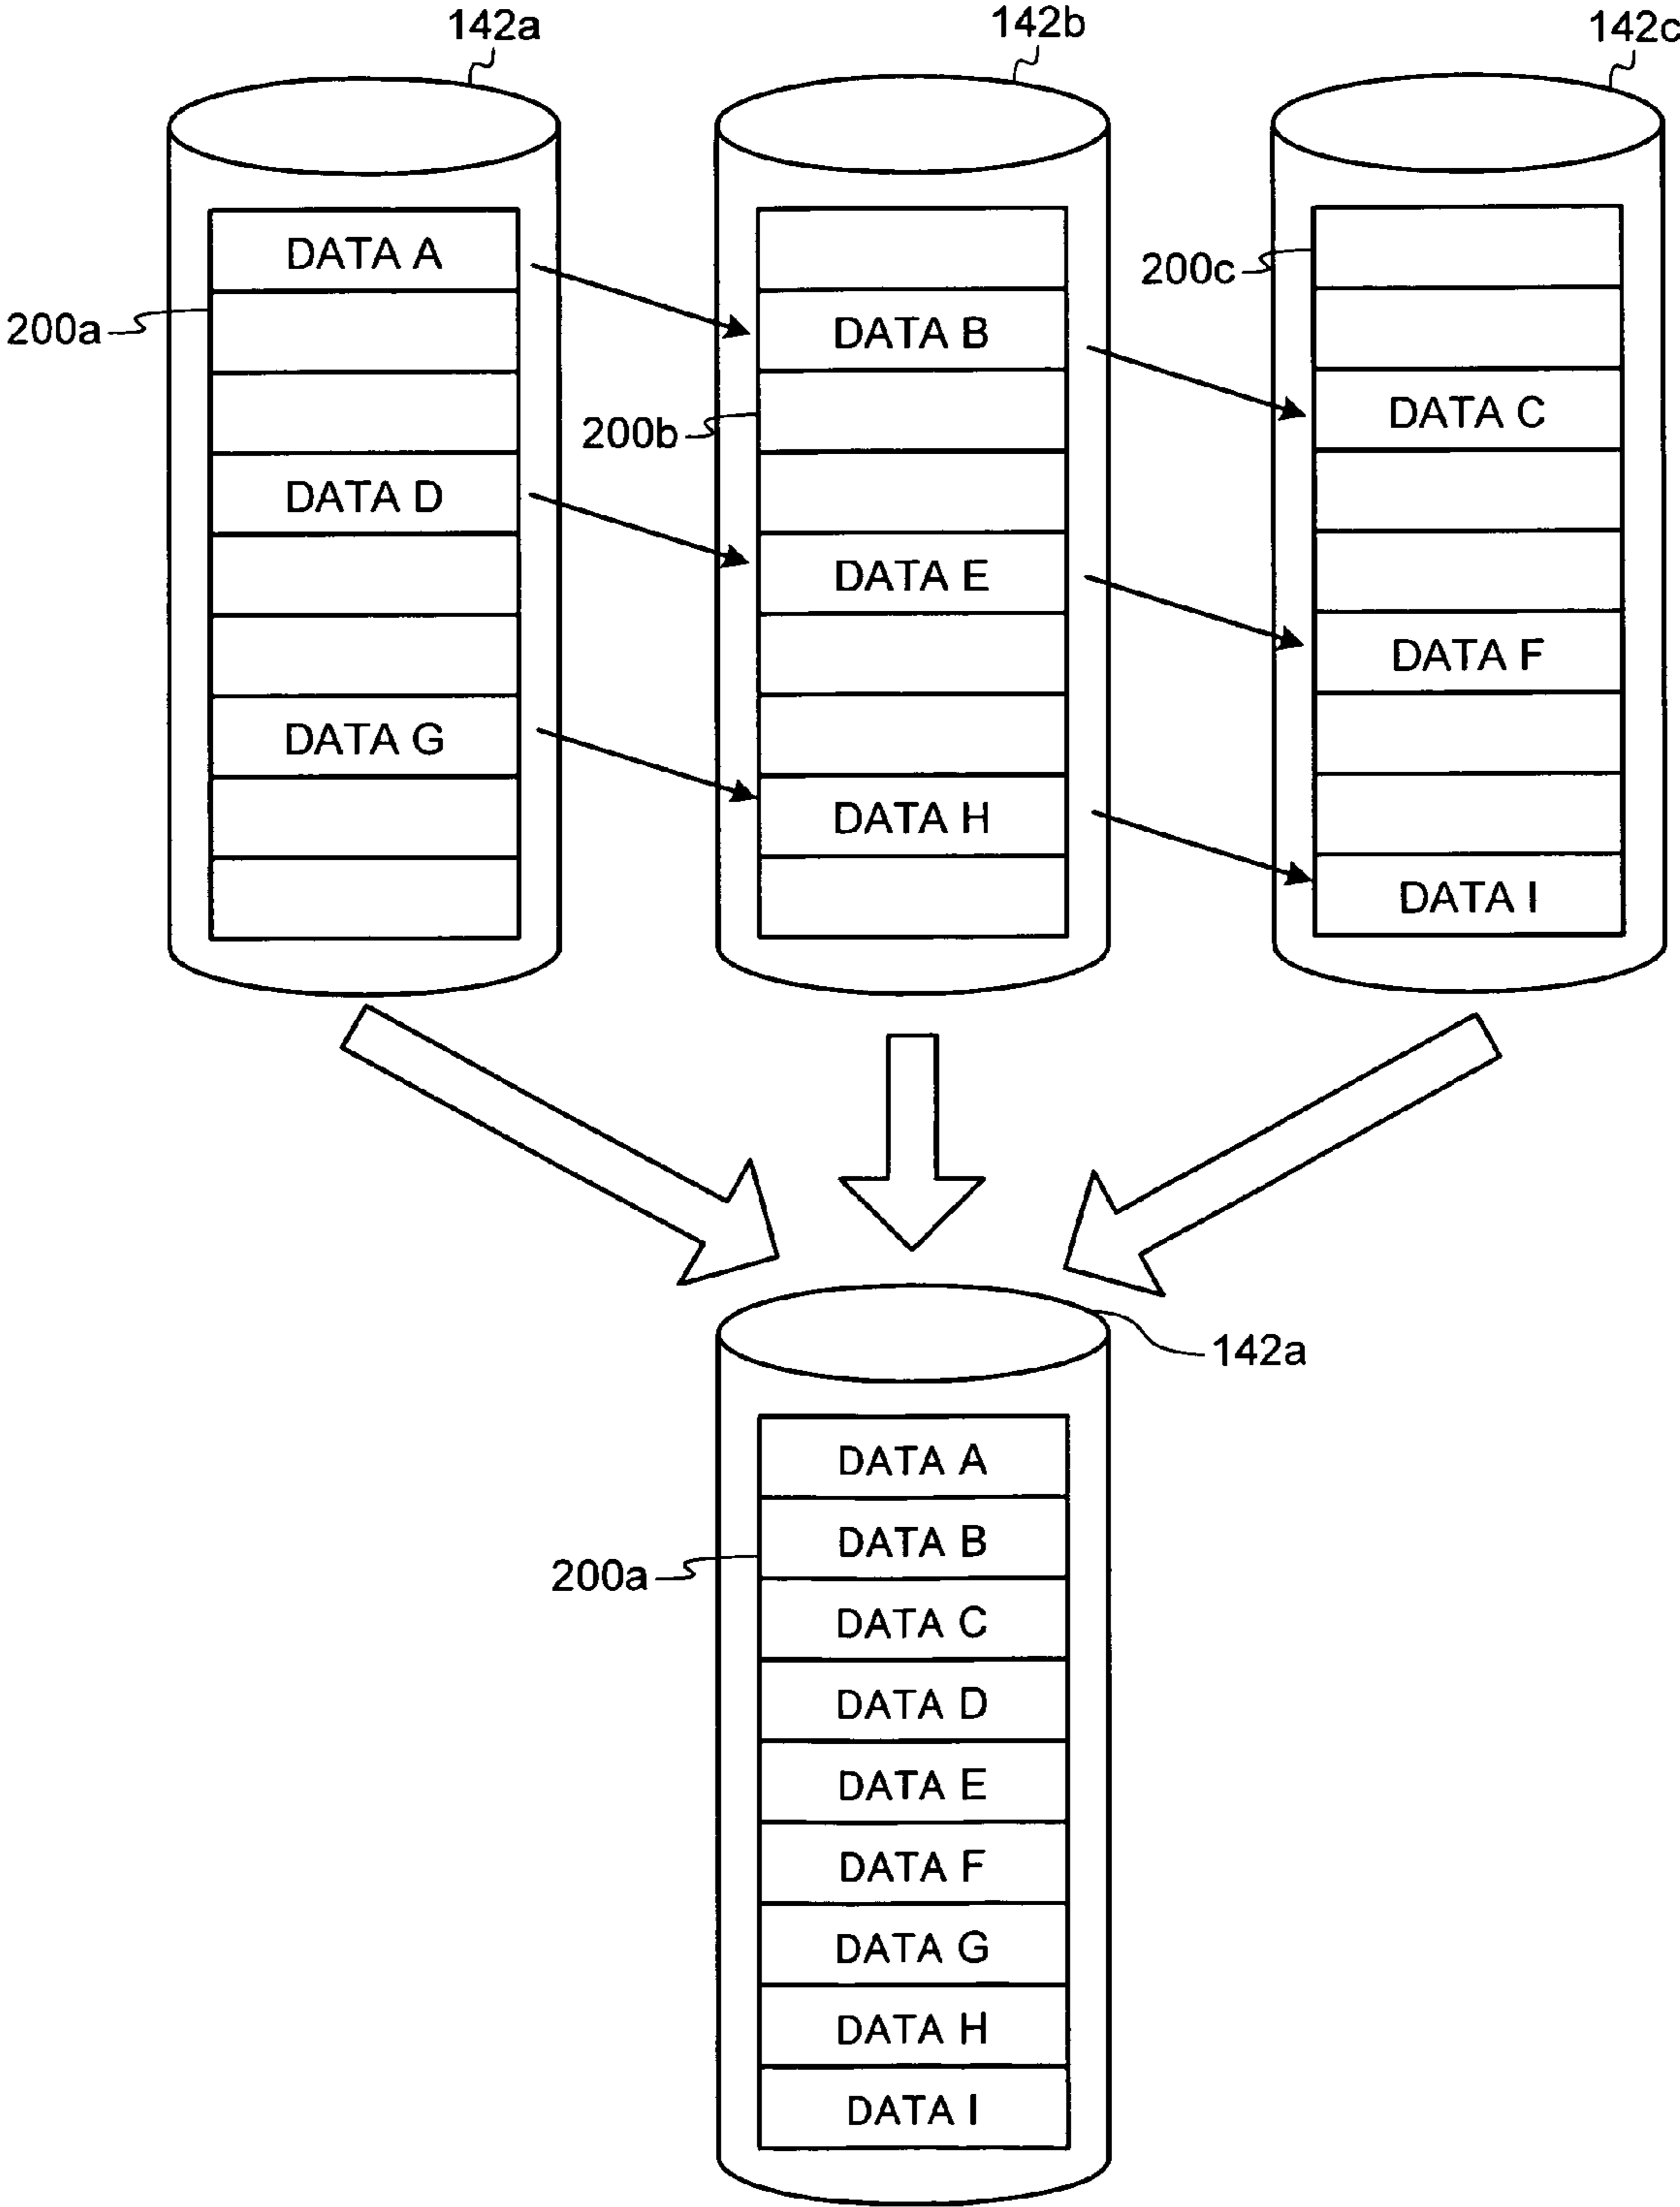 142a
142b
142c
DATA A
200a
DATA D
DATA G
200b
DATA B
DATA E
DATA H
200c
DATA C
DATA F
DATA I
142a
200a
DATA A
DATA B
DATA C
DATA D
DATA E
DATA F
DATA G
DATA H
DATA I